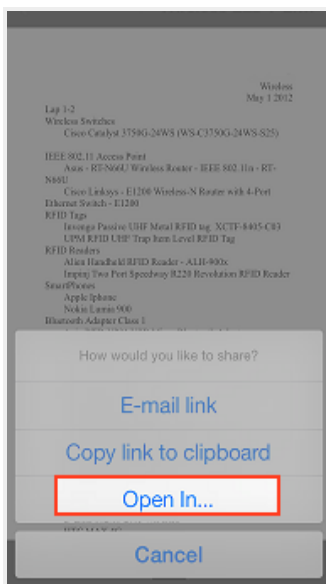 Wireless
May 1 2012
Lap 1-2
Wireless Switches
Cisco Catalyst 3750G-24WS (WS-C3750G-24WS-S25)
IEEE 802.11 Access Point
Asus - RT-N66U Wireless Router - IEEE 802.11n - RT-
N66U
Cisco Linksys - E1200 Wireless-N Router with 4-Port
Ethernet Switch - E1200
RFID Tags
Invengo Passive UHF Metal RFID tag, XCTF-8405-C03
UPM RFID UHF Trap Item Level RFID Tag
RFID Readers
Alien Handheld RFID Reader - ALH-900x
Impinj Two Port Speedway R220 Revolution RFID Reader
SmartPhones
Apple Iphone
Nokia Lumia 900
Bluetooth Adapter Class 1
How would you like to share?
E-mail link
Copy link to clipboard
Open In...
Cancel